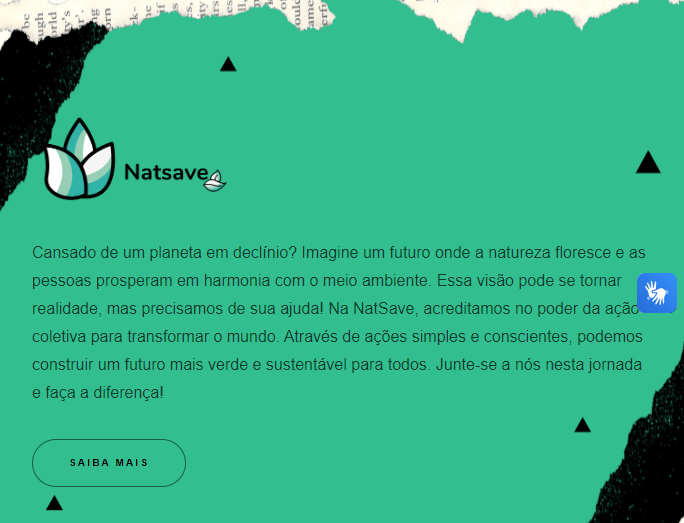 Natsave
Cansado de um planeta em declínio? Imagine um futuro onde a natureza floresce e as
pessoas prosperam em harmonia com o meio ambiente. Essa visão pode se tornar
realidade, mas precisamos de sua ajuda! Na NatSave, acreditamos no poder da ação
coletiva para transformar o mundo. Através de ações simples e conscientes, podemos
construir um futuro mais verde e sustentável para todos. Junte-se a nós nesta jornada
e faça a diferença!
SAIBA MAIS